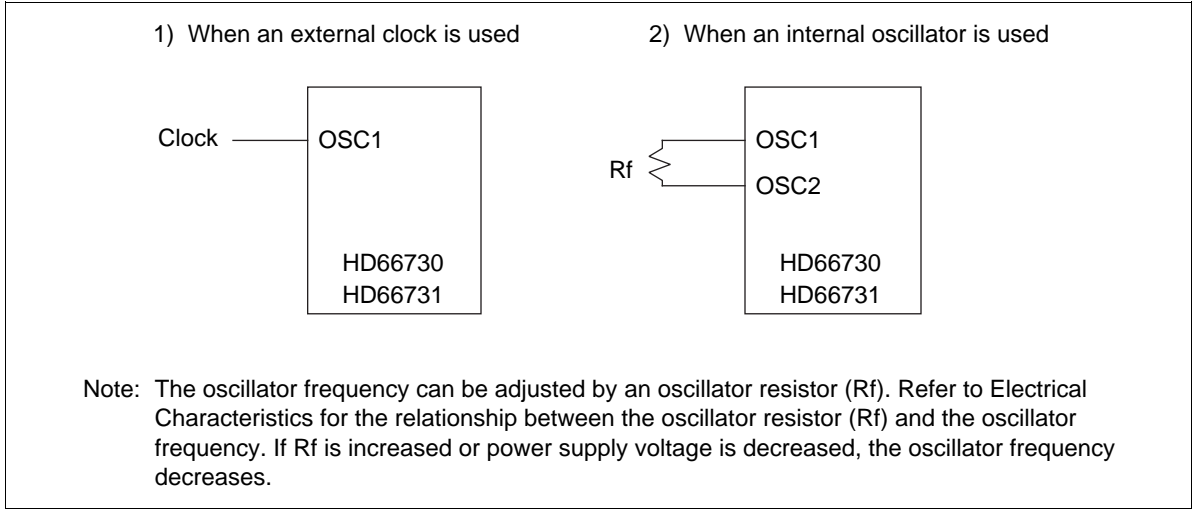 1) When an external clock is used
2) When an internal oscillator is used
Clock
OSC1
HD66730
HD66731
Rf
OSC1
OSC2
HD66730
HD66731
Note: The oscillator frequency can be adjusted by an oscillator resistor (Rf). Refer to Electrical
Characteristics for the relationship between the oscillator resistor (Rf) and the oscillator
frequency. If Rf is increased or power supply voltage is decreased, the oscillator frequency
decreases.